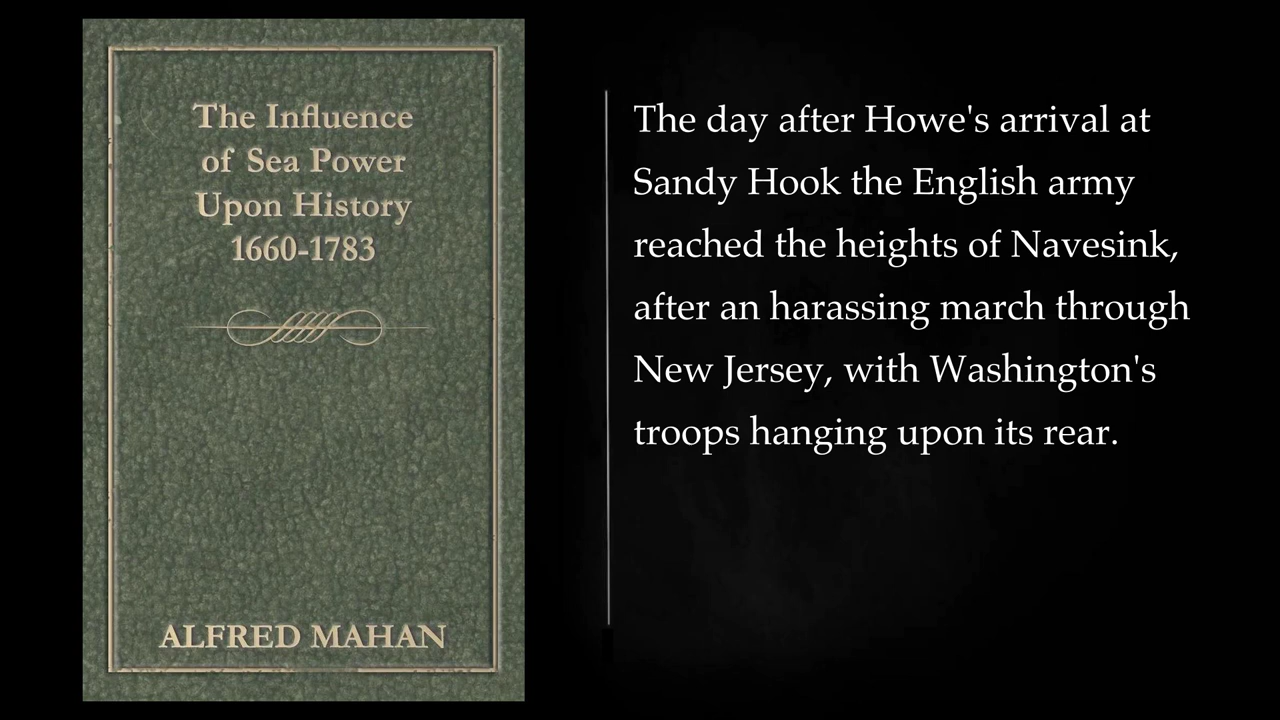 The Influence
of Sea Power
Upon History
1660-1783
ALFRED MAHAN
The day after Howe's arrival at
Sandy Hook the English army
reached the heights of Navesink,
after an harassing march through
New Jersey, with Washington's
troops hanging upon its rear.